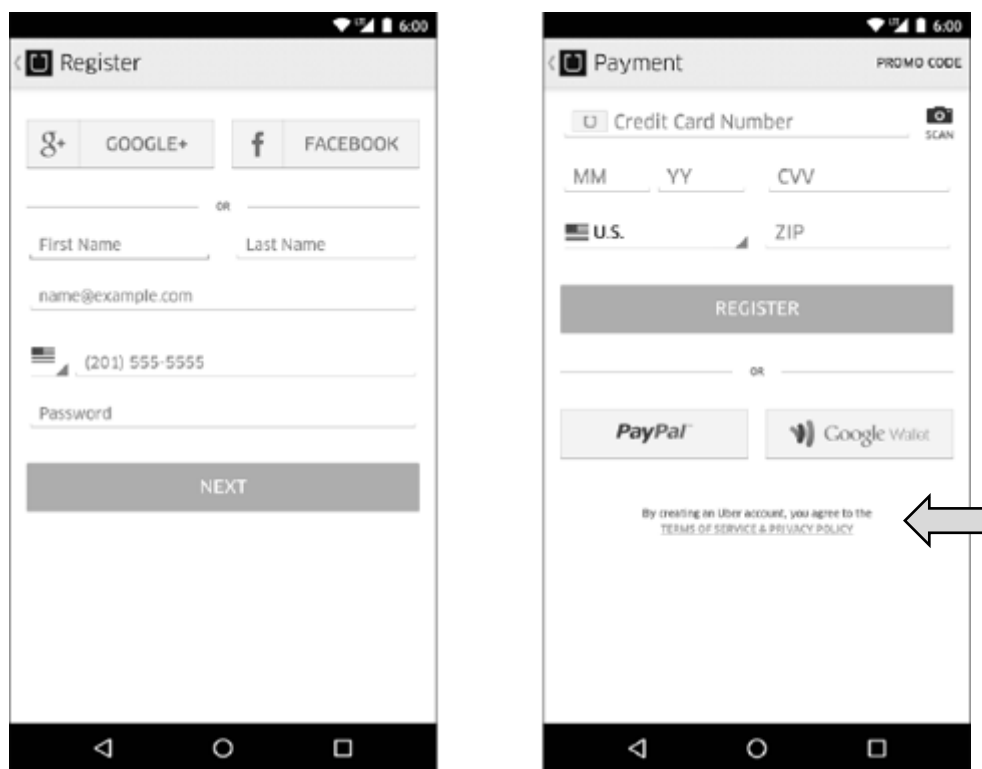 LTE 6:00
Register
g+ GOOGLE+ f FACEBOOK
OR
First Name Last Name
name@example.com
(201) 555-5555
Password
NEXT
LTE 6:00
Payment PROMO CODE
Credit Card Number
SCAN
MM YY CVV
U.S. ZIP
REGISTER
OR
PayPal Google Wallet
By creating an Uber account, you agree to the
TERMS OF SERVICE & PRIVACY POLICY